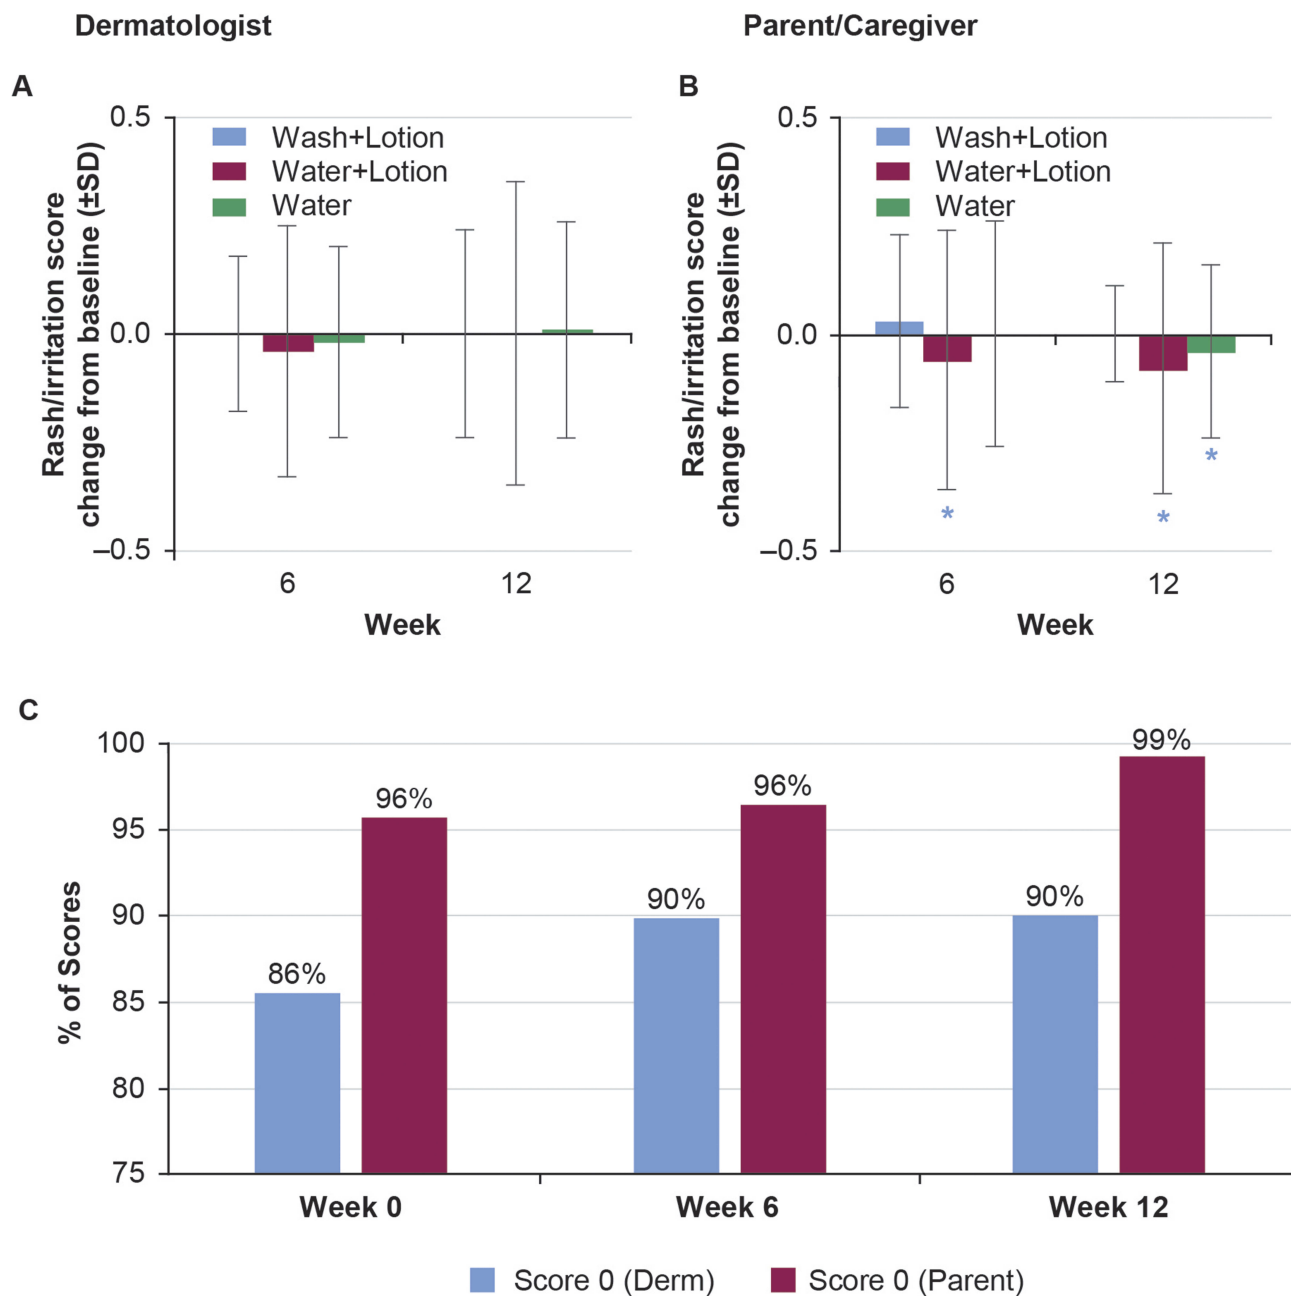 Dermatologist
Parent/Caregiver
A
Rash/irritation score
change from baseline (±SD)
0.5
0.0
–0.5
Wash+Lotion
Water+Lotion
Water
6
12
Week
B
Rash/irritation score
change from baseline (±SD)
0.5
0.0
–0.5
Wash+Lotion
Water+Lotion
Water
*
*
*
6
12
Week
C
% of Scores
100
95
90
85
80
75
86%
96%
90%
96%
90%
99%
Week 0
Week 6
Week 12
Score 0 (Derm)
Score 0 (Parent)